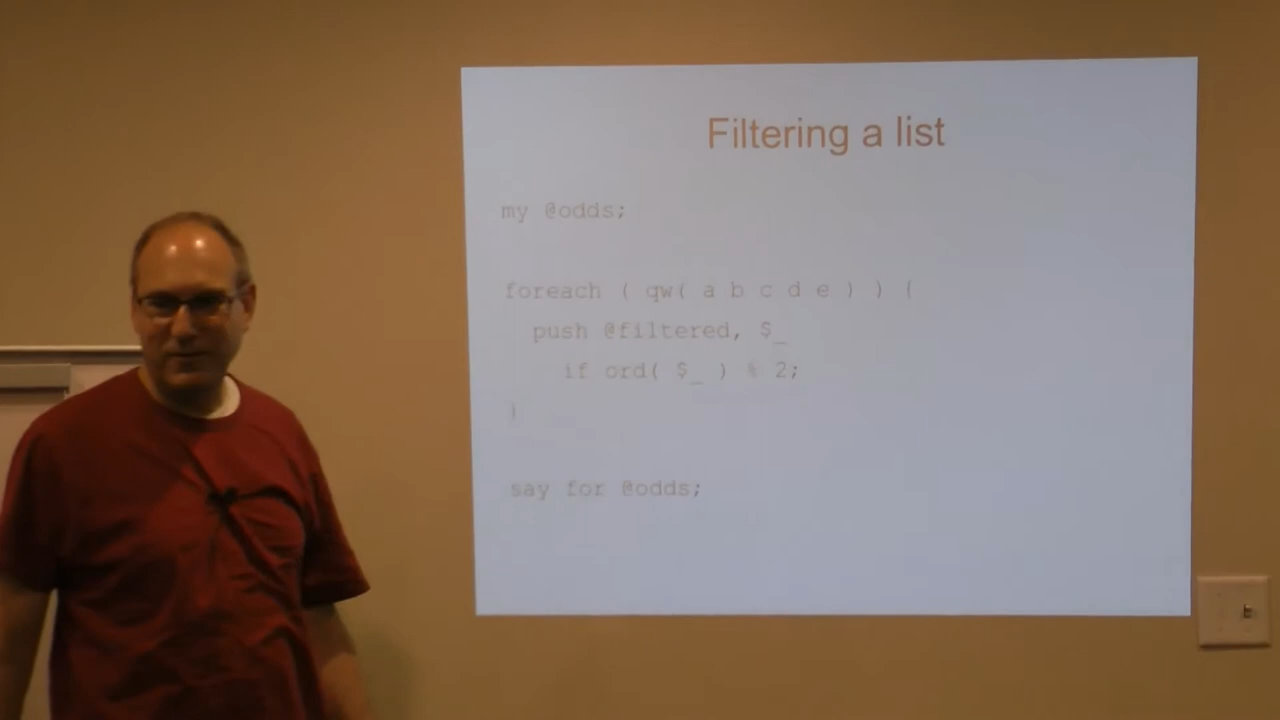 Filtering a list
my @odds;
foreach ( qw( a b c d e ) ) {
push @filtered, $_
if ord( $_ ) % 2;
}
say for @odds;